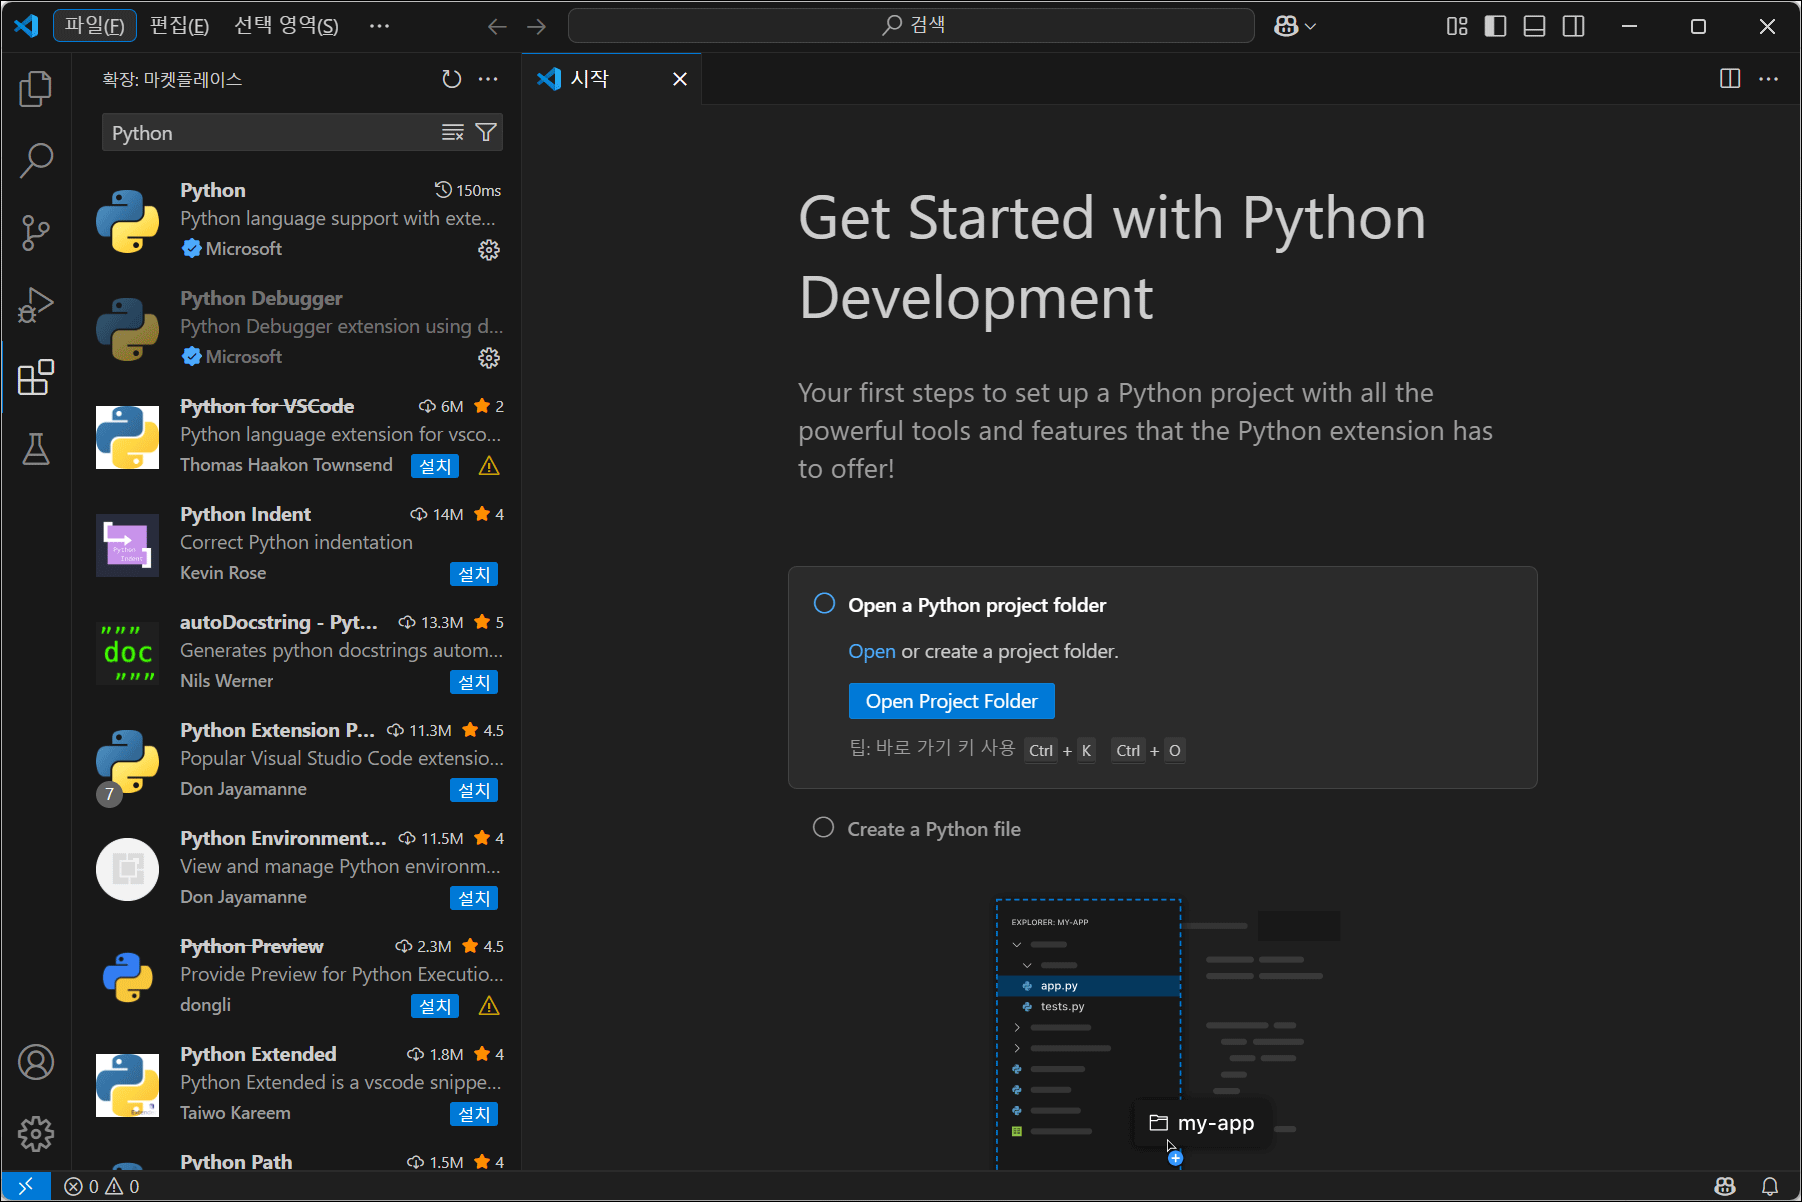 파일(F) 편집(E) 선택 영역(S) ··· 검색
확장: 마켓플레이스
Python
Python 150ms
Python language support with exte...
Microsoft
Python Debugger
Python Debugger extension using d...
Microsoft
Python for VSCode 6M 2
Python language extension for vsco...
Thomas Haakon Townsend 설치
Python Indent 14M 4
Correct Python indentation
Kevin Rose 설치
Python
Indent
autoDocstring - Pyt... 13.3M 5
Generates python docstrings autom...
Nils Werner 설치
"""
doc
"""
Python Extension P... 11.3M 4.5
Popular Visual Studio Code extensio...
Don Jayamanne 설치
7
Python Environment... 11.5M 4
View and manage Python environm...
Don Jayamanne 설치
Python Preview 2.3M 4.5
Provide Preview for Python Executio...
dongli 설치
Python Extended 1.8M 4
Python Extended is a vscode snippe...
Taiwo Kareem 설치
Python Path 1.5M 4
시작
Get Started with Python
Development
Your first steps to set up a Python project with all the
powerful tools and features that the Python extension has
to offer!
Open a Python project folder
Open or create a project folder.
Open Project Folder
팁: 바로 가기 키 사용 Ctrl + K Ctrl + O
Create a Python file
EXPLORER: MY-APP
app.py
tests.py
my-app
0 0